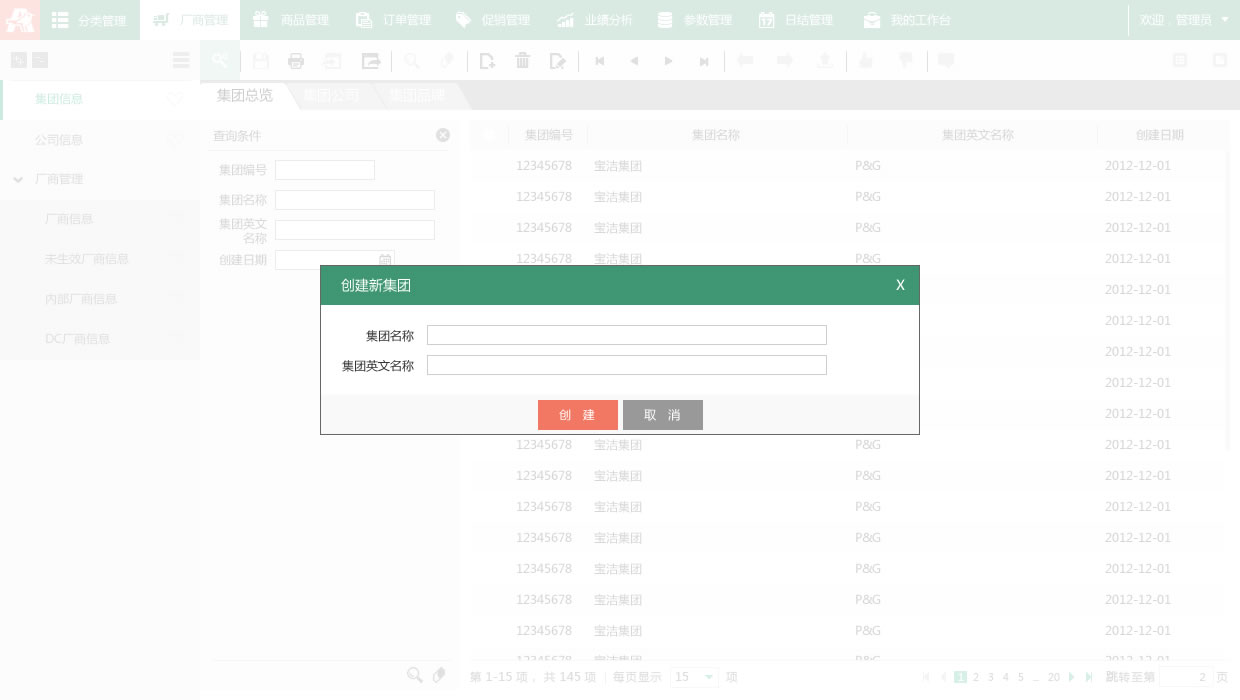 分类管理 厂商管理 商品管理 订单管理 促销管理 业绩分析 参数管理 日结管理 我的工作台 欢迎，管理员
集团信息
公司信息
厂商管理
厂商信息
未生效厂商信息
内部厂商信息
DC厂商信息
集团总览 集团公司 集团品牌
查询条件
集团编号
集团名称
集团英文
名称
创建日期
集团编号 集团名称 集团英文名称 创建日期
12345678 宝洁集团 P&G 2012-12-01
12345678 宝洁集团 P&G 2012-12-01
12345678 宝洁集团 P&G 2012-12-01
12345678 宝洁集团 P&G 2012-12-01
2012-12-01
2012-12-01
2012-12-01
2012-12-01
2012-12-01
创建新集团 X
集团名称
集团英文名称
创 建 取 消
12345678 宝洁集团 P&G 2012-12-01
12345678 宝洁集团 P&G 2012-12-01
12345678 宝洁集团 P&G 2012-12-01
12345678 宝洁集团 P&G 2012-12-01
12345678 宝洁集团 P&G 2012-12-01
12345678 宝洁集团 P&G 2012-12-01
12345678 宝洁集团 P&G 2012-12-01
12345678 宝洁集团 P&G 2012-12-01
第 1-15 项，共 145 项 每页显示 15 项 1 2 3 4 5 ... 20 跳转至第 2 页